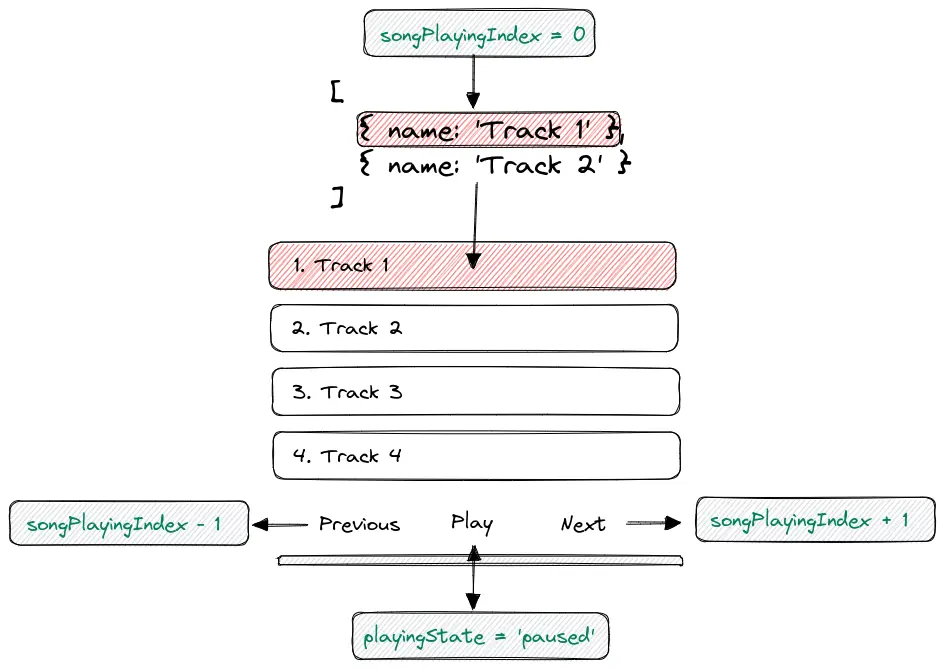 songPlayingIndex = 0
[
{ name: 'Track 1' },
{ name: 'Track 2' }
]
1. Track 1
2. Track 2
3. Track 3
4. Track 4
songPlayingIndex - 1
Previous
Play
Next
songPlayingIndex + 1
playingState = 'paused'